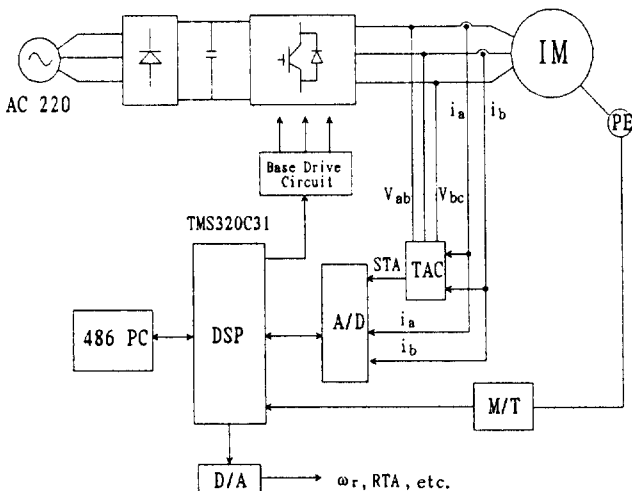 IM
AC 220
PE
i_a
i_b
Base Drive
Circuit
V_ab
V_bc
TMS320C31
STA
TAC
486 PC
DSP
A/D
i_a
i_b
M/T
D/A
ω_r, RTA, etc.